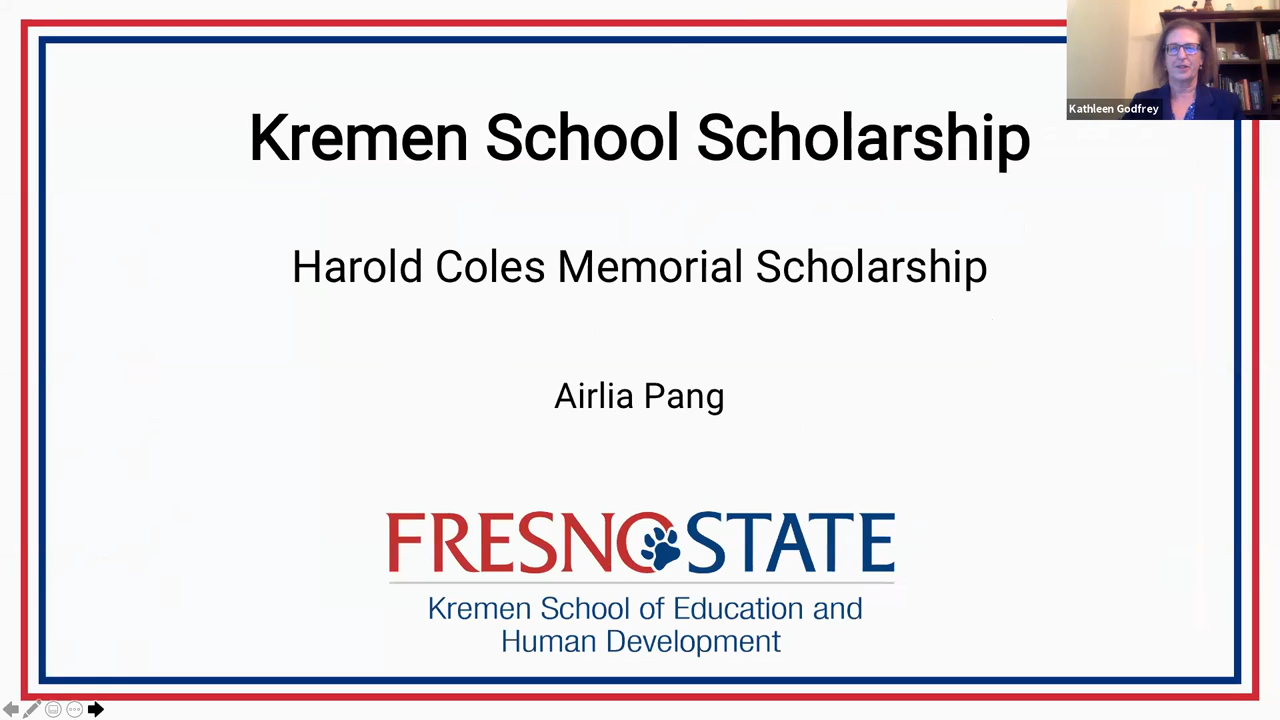 Kathleen Godfrey
Kremen School Scholarship
Harold Coles Memorial Scholarship
Airlia Pang
FRESNO STATE
Kremen School of Education and
Human Development